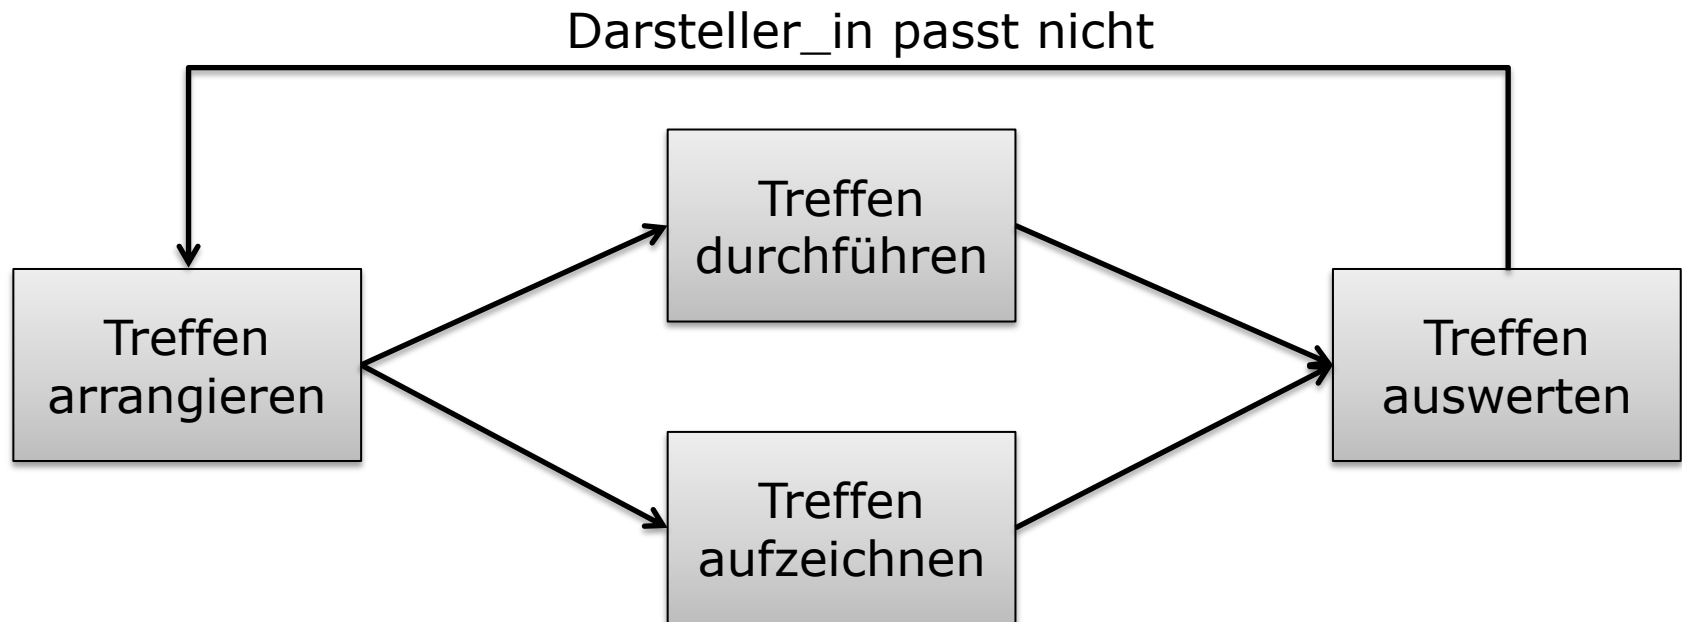 Darsteller_in passt nicht
Treffen
durchführen
Treffen
arrangieren
Treffen
auswerten
Treffen
aufzeichnen